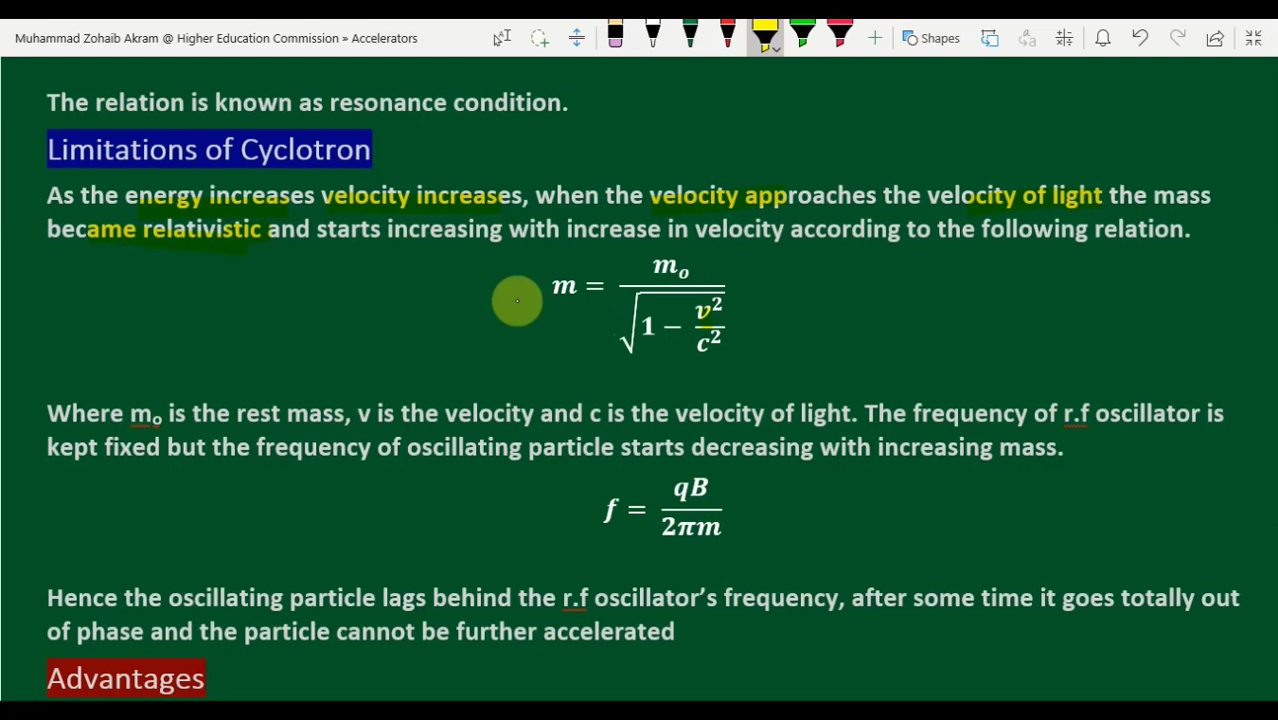 Muhammad Zohaib Akram @ Higher Education Commission » Accelerators
Shapes
The relation is known as resonance condition.
Limitations of Cyclotron
As the energy increases velocity increases, when the velocity approaches the velocity of light the mass
became relativistic and starts increasing with increase in velocity according to the following relation.
m = m₀ / √(1 − v²/c²)
Where m₀ is the rest mass, v is the velocity and c is the velocity of light. The frequency of r.f oscillator is
kept fixed but the frequency of oscillating particle starts decreasing with increasing mass.
f = qB / 2πm
Hence the oscillating particle lags behind the r.f oscillator’s frequency, after some time it goes totally out
of phase and the particle cannot be further accelerated
Advantages